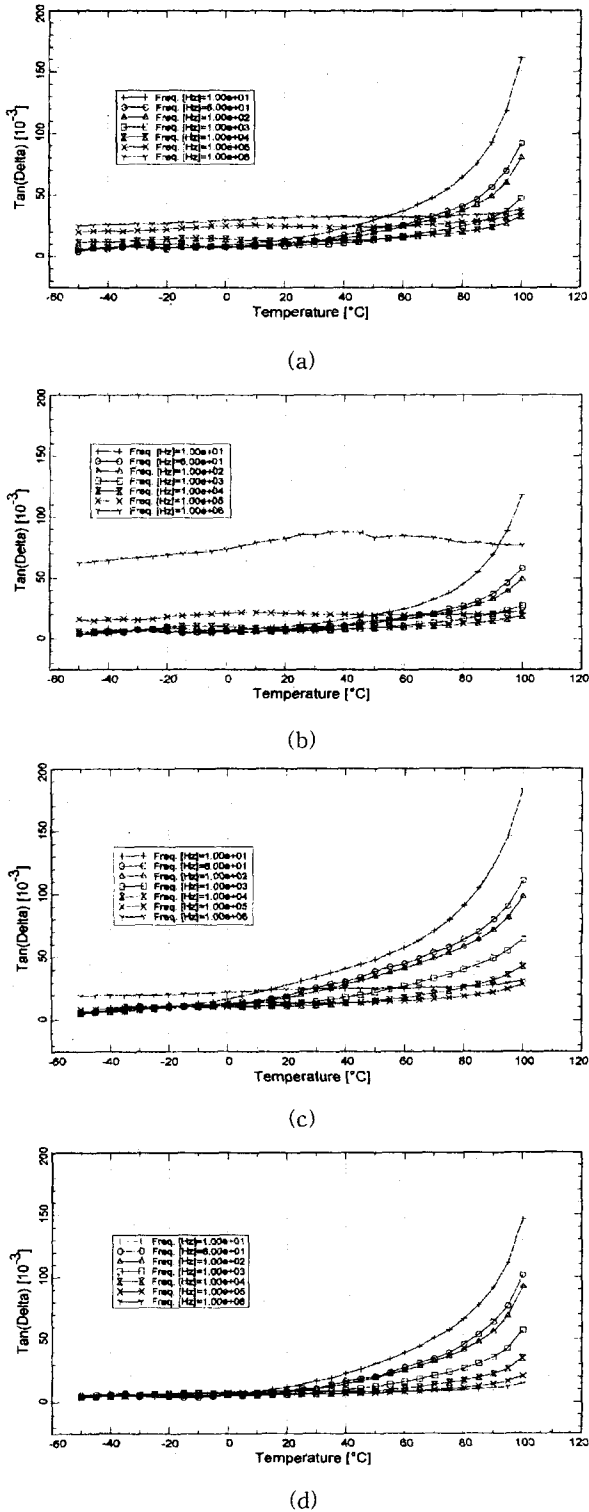 200
150
100
50
0
Tan(Delta) [10⁻³]
Freq. [Hz]=1.00e+01
Freq. [Hz]=6.00e+01
Freq. [Hz]=1.00e+02
Freq. [Hz]=1.00e+03
Freq. [Hz]=1.00e+04
Freq. [Hz]=1.00e+05
Freq. [Hz]=1.00e+06
-60 -40 -20 0 20 40 60 80 100 120
Temperature [°C]
(a)
200
150
100
50
0
Tan(Delta) [10⁻³]
Freq. [Hz]=1.00e+01
Freq. [Hz]=6.00e+01
Freq. [Hz]=1.00e+02
Freq. [Hz]=1.00e+03
Freq. [Hz]=1.00e+04
Freq. [Hz]=1.00e+05
Freq. [Hz]=1.00e+06
-60 -40 -20 0 20 40 60 80 100 120
Temperature [°C]
(b)
200
150
100
50
0
Tan(Delta) [10⁻³]
Freq. [Hz]=1.00e+01
Freq. [Hz]=6.00e+01
Freq. [Hz]=1.00e+02
Freq. [Hz]=1.00e+03
Freq. [Hz]=1.00e+04
Freq. [Hz]=1.00e+05
Freq. [Hz]=1.00e+06
-60 -40 -20 0 20 40 60 80 100 120
Temperature [°C]
(c)
200
150
100
50
0
Tan(Delta) [10⁻³]
Freq. [Hz]=1.00e+01
Freq. [Hz]=6.00e+01
Freq. [Hz]=1.00e+02
Freq. [Hz]=1.00e+03
Freq. [Hz]=1.00e+04
Freq. [Hz]=1.00e+05
Freq. [Hz]=1.00e+06
-60 -40 -20 0 20 40 60 80 100 120
Temperature [°C]
(d)